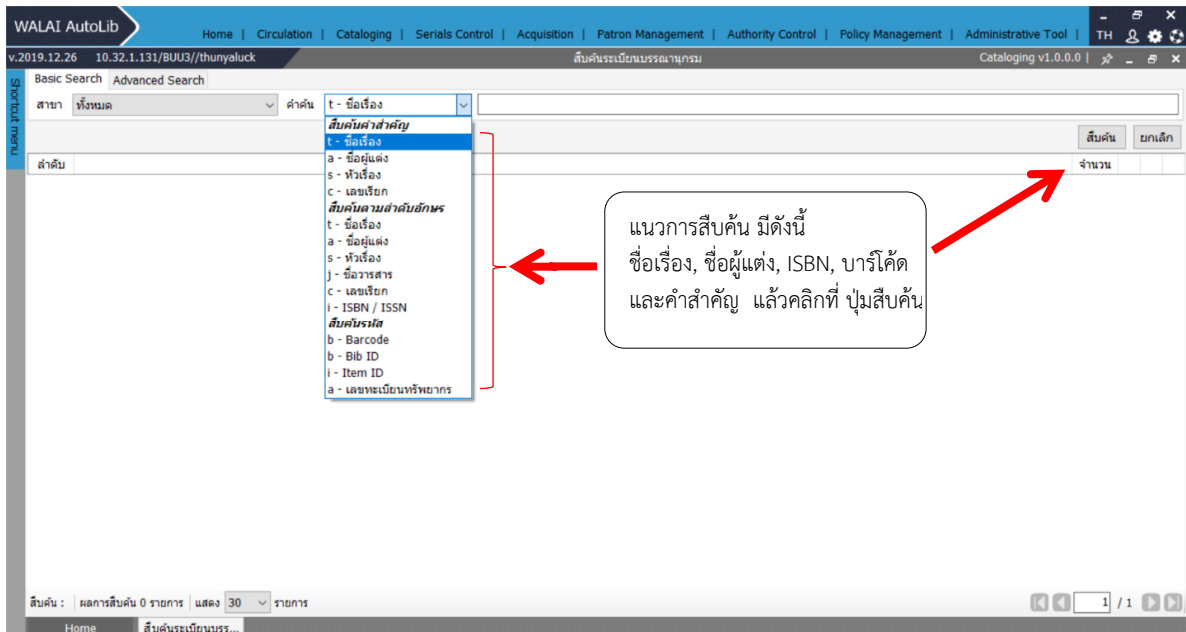 WALAI AutoLib
Home | Circulation | Cataloging | Serials Control | Acquisition | Patron Management | Authority Control | Policy Management | Administrative Tool | TH
v.2019.12.26 10.32.1.131/BUU3//thunyaluck สืบค้นระเบียนบรรณานุกรม Cataloging v1.0.0.0 |
Shortcut menu
Basic Search Advanced Search
สาขา ทั้งหมด คำค้น t - ชื่อเรื่อง
สืบค้น ยกเลิก
ลำดับ จำนวน
สืบค้นคำสำคัญ
t - ชื่อเรื่อง
a - ชื่อผู้แต่ง
s - หัวเรื่อง
c - เลขเรียก
สืบค้นตามลำดับอักษร
t - ชื่อเรื่อง
a - ชื่อผู้แต่ง
s - หัวเรื่อง
j - ชื่อวารสาร
c - เลขเรียก
i - ISBN / ISSN
สืบค้นรหัส
b - Barcode
b - Bib ID
i - Item ID
a - เลขทะเบียนทรัพยากร
แนวการสืบค้น มีดังนี้
ชื่อเรื่อง, ชื่อผู้แต่ง, ISBN, บาร์โค้ด
และคำสำคัญ แล้วคลิกที่ ปุ่มสืบค้น
สืบค้น : ผลการสืบค้น 0 รายการ แสดง 30 รายการ 1 / 1
Home สืบค้นระเบียนบรร...